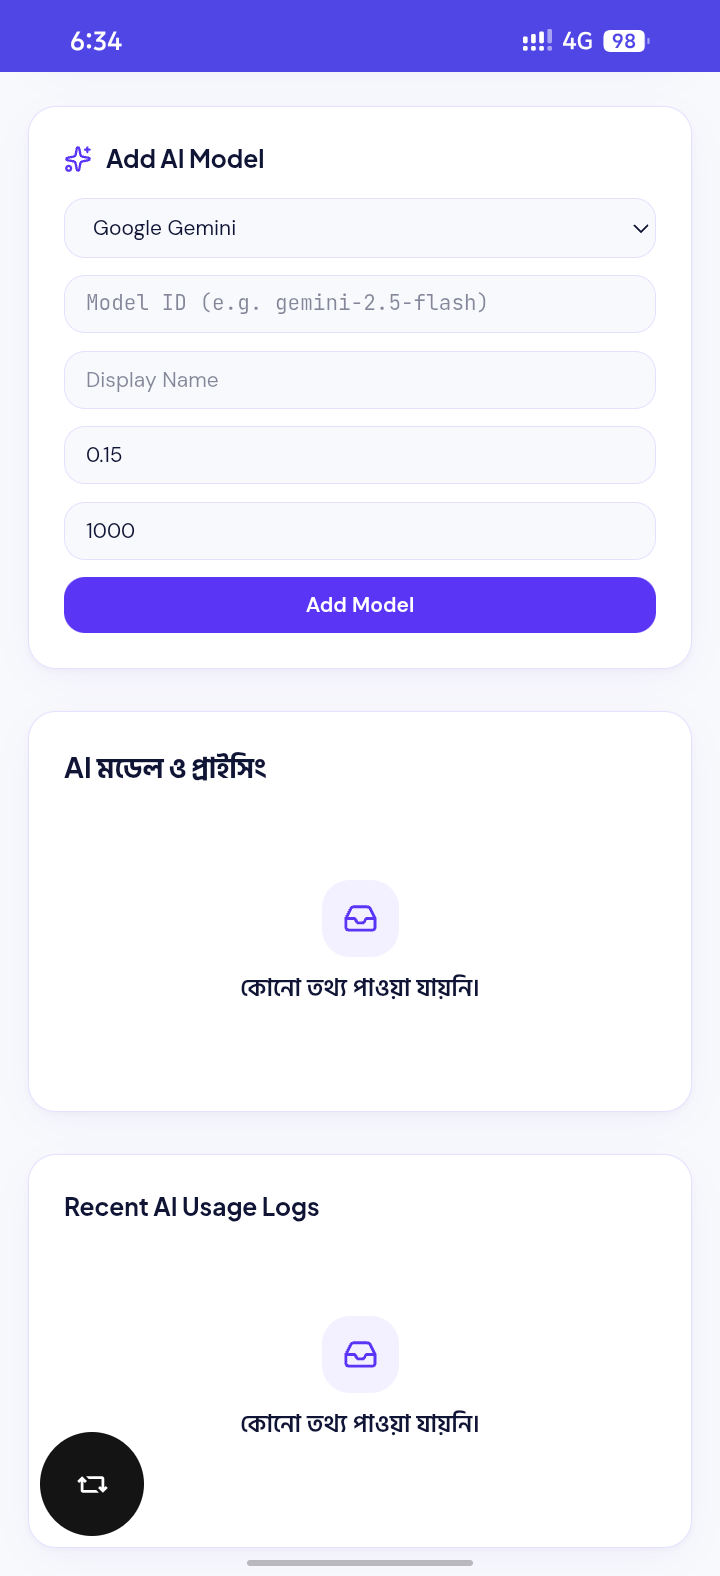 6:34
4G 98
Add AI Model
Google Gemini
Model ID (e.g. gemini-2.5-flash)
Display Name
0.15
1000
Add Model
AI মডেল ও প্রাইসিং
কোনো তথ্য পাওয়া যায়নি।
Recent AI Usage Logs
কোনো তথ্য পাওয়া যায়নি।